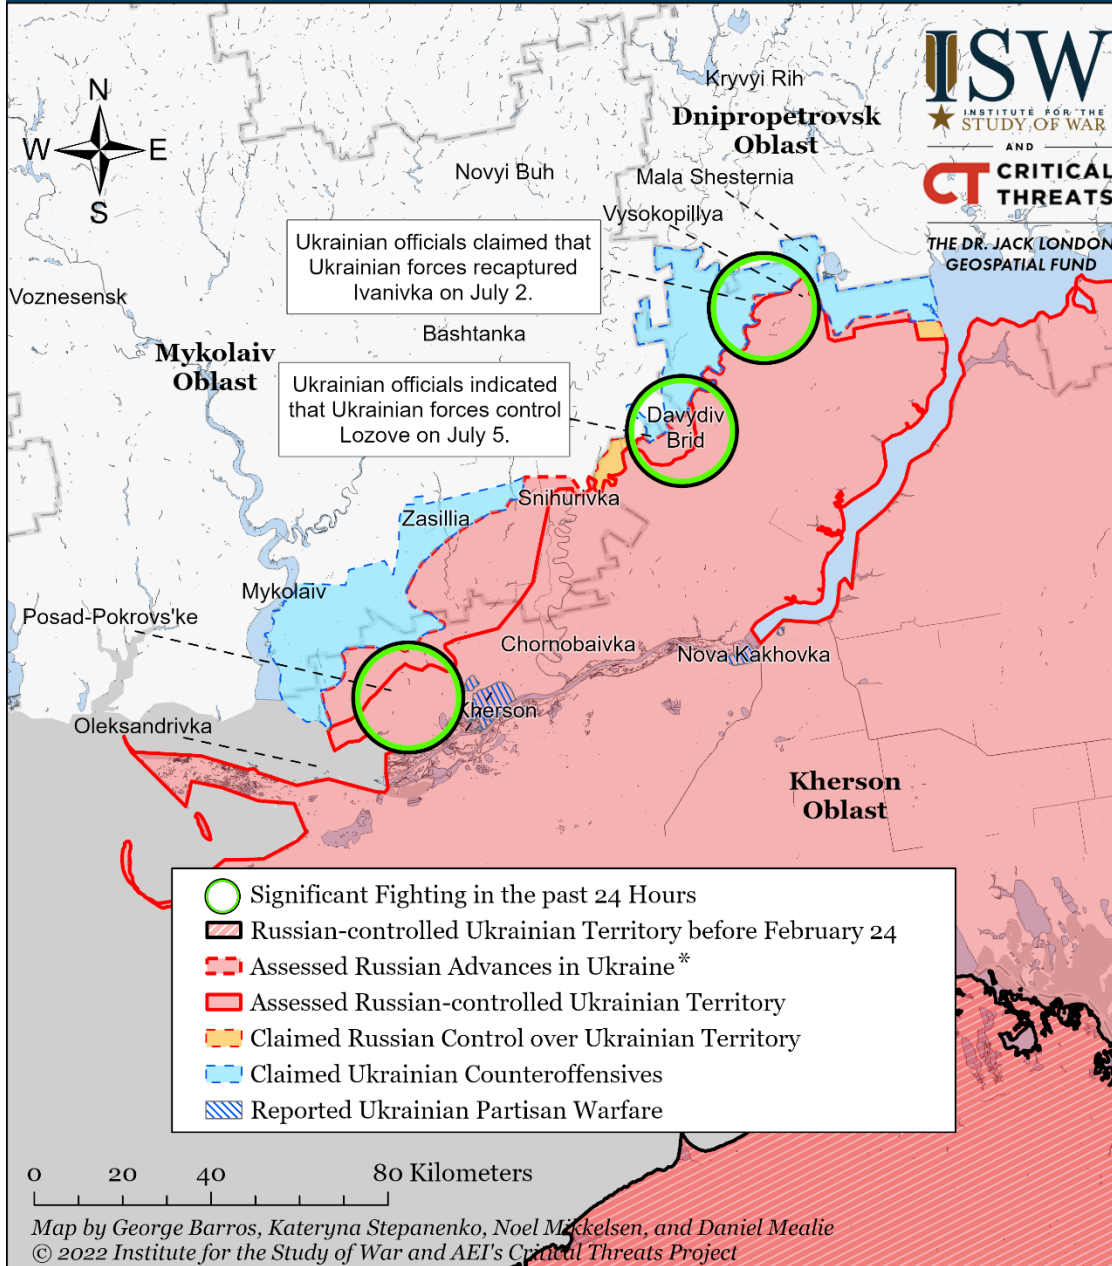 N
W
E
S
ISW
INSTITUTE FOR THE
STUDY OF WAR
AND
CT CRITICAL
THREATS
THE DR. JACK LONDON
GEOSPATIAL FUND
Kryvyi Rih
Dnipropetrovsk
Oblast
Novyi Buh
Mala Shesternia
Vysokopillya
Ukrainian officials claimed that
Ukrainian forces recaptured
Ivanivka on July 2.
Voznesensk
Bashtanka
Mykolaiv
Oblast
Ukrainian officials indicated
that Ukrainian forces control
Lozove on July 5.
Davydiv
Brid
Snihurivka
Zasillia
Mykolaiv
Posad-Pokrovs'ke
Chornobaivka
Nova Kakhovka
Kherson
Oleksandrivka
Kherson
Oblast
Significant Fighting in the past 24 Hours
Russian-controlled Ukrainian Territory before February 24
Assessed Russian Advances in Ukraine*
Assessed Russian-controlled Ukrainian Territory
Claimed Russian Control over Ukrainian Territory
Claimed Ukrainian Counteroffensives
Reported Ukrainian Partisan Warfare
0 20 40 80 Kilometers
Map by George Barros, Kateryna Stepanenko, Noel Mikkelsen, and Daniel Mealie
© 2022 Institute for the Study of War and AEI's Critical Threats Project